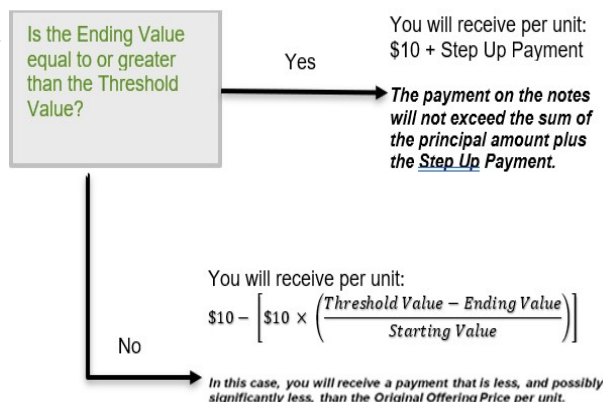 Is the Ending Value
equal to or greater
than the Threshold
Value?
Yes
You will receive per unit:
$10 + Step Up Payment
The payment on the notes
will not exceed the sum of
the principal amount plus
the Step Up Payment.
No
You will receive per unit:
$10 − [$10 × (Threshold Value − Ending Value / Starting Value)]
In this case, you will receive a payment that is less, and possibly
significantly less, than the Original Offering Price per unit.